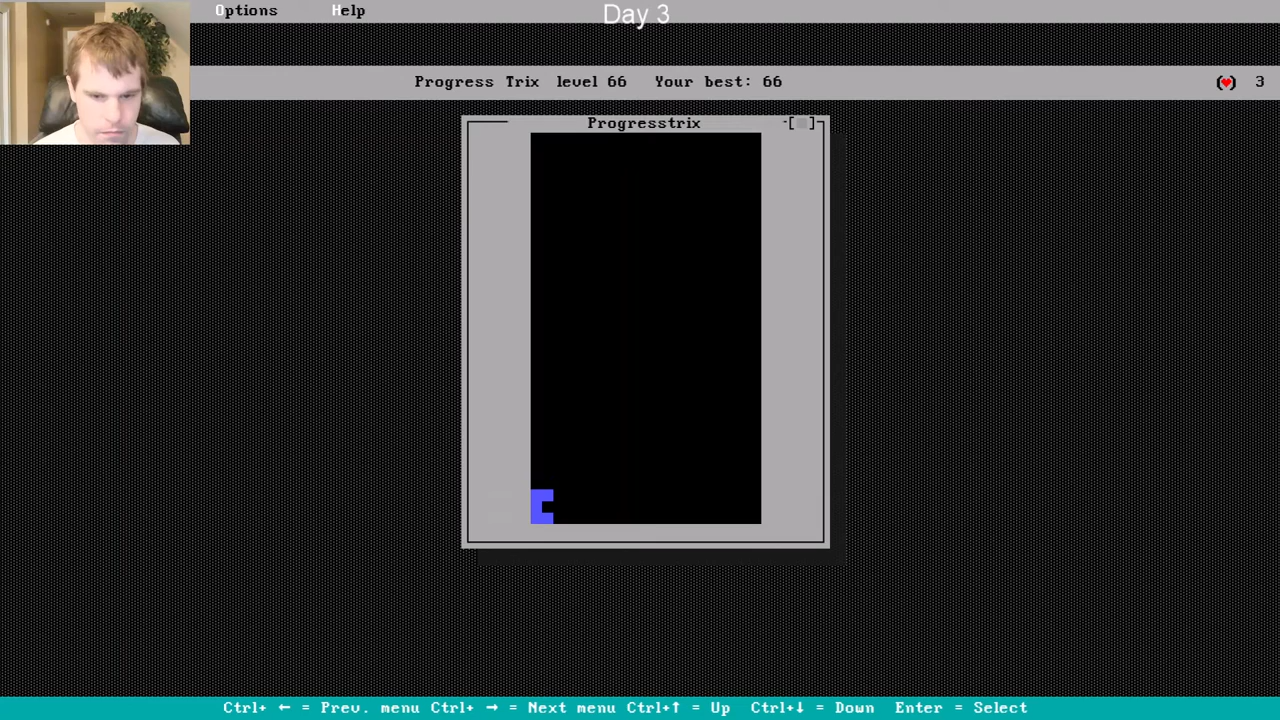 Day 3
Options Help
Progress Trix level 66 Your best: 66 (♥) 3
Progresstrix
Ctrl+ ← = Prev. menu Ctrl+ → = Next menu Ctrl+↑ = Up Ctrl+↓ = Down Enter = Select